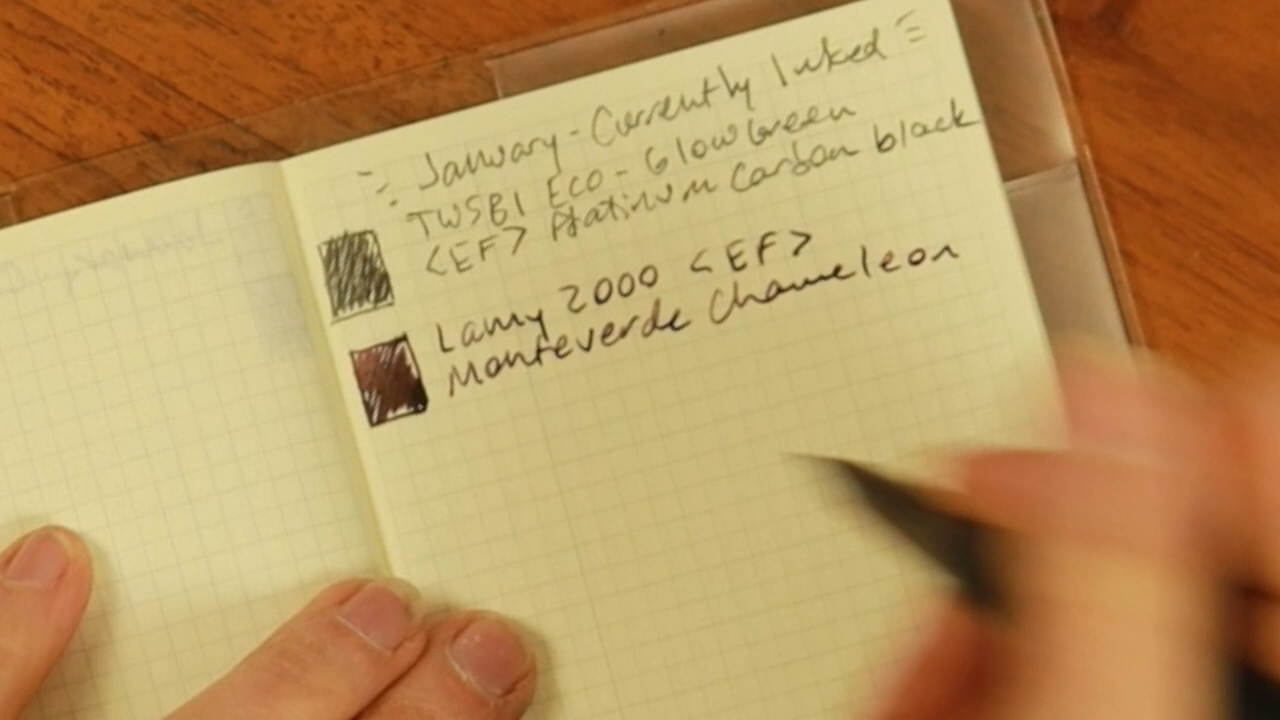 January - Currently Inked
TWSBI Eco - Glow Green
<EF> Platinum Carbon black
Lamy 2000 <EF>
Monteverde Chameleon